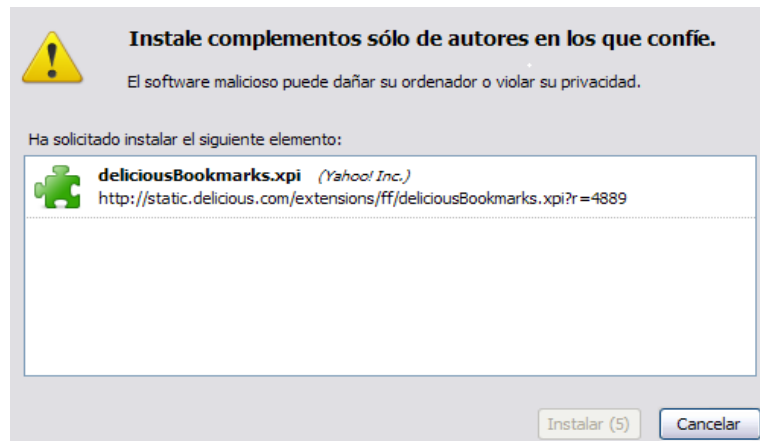 Instale complementos sólo de autores en los que confíe.
El software malicioso puede dañar su ordenador o violar su privacidad.
Ha solicitado instalar el siguiente elemento:
deliciousBookmarks.xpi (Yahoo! Inc.)
http://static.delicious.com/extensions/ff/deliciousBookmarks.xpi?r=4889
Instalar (5) Cancelar